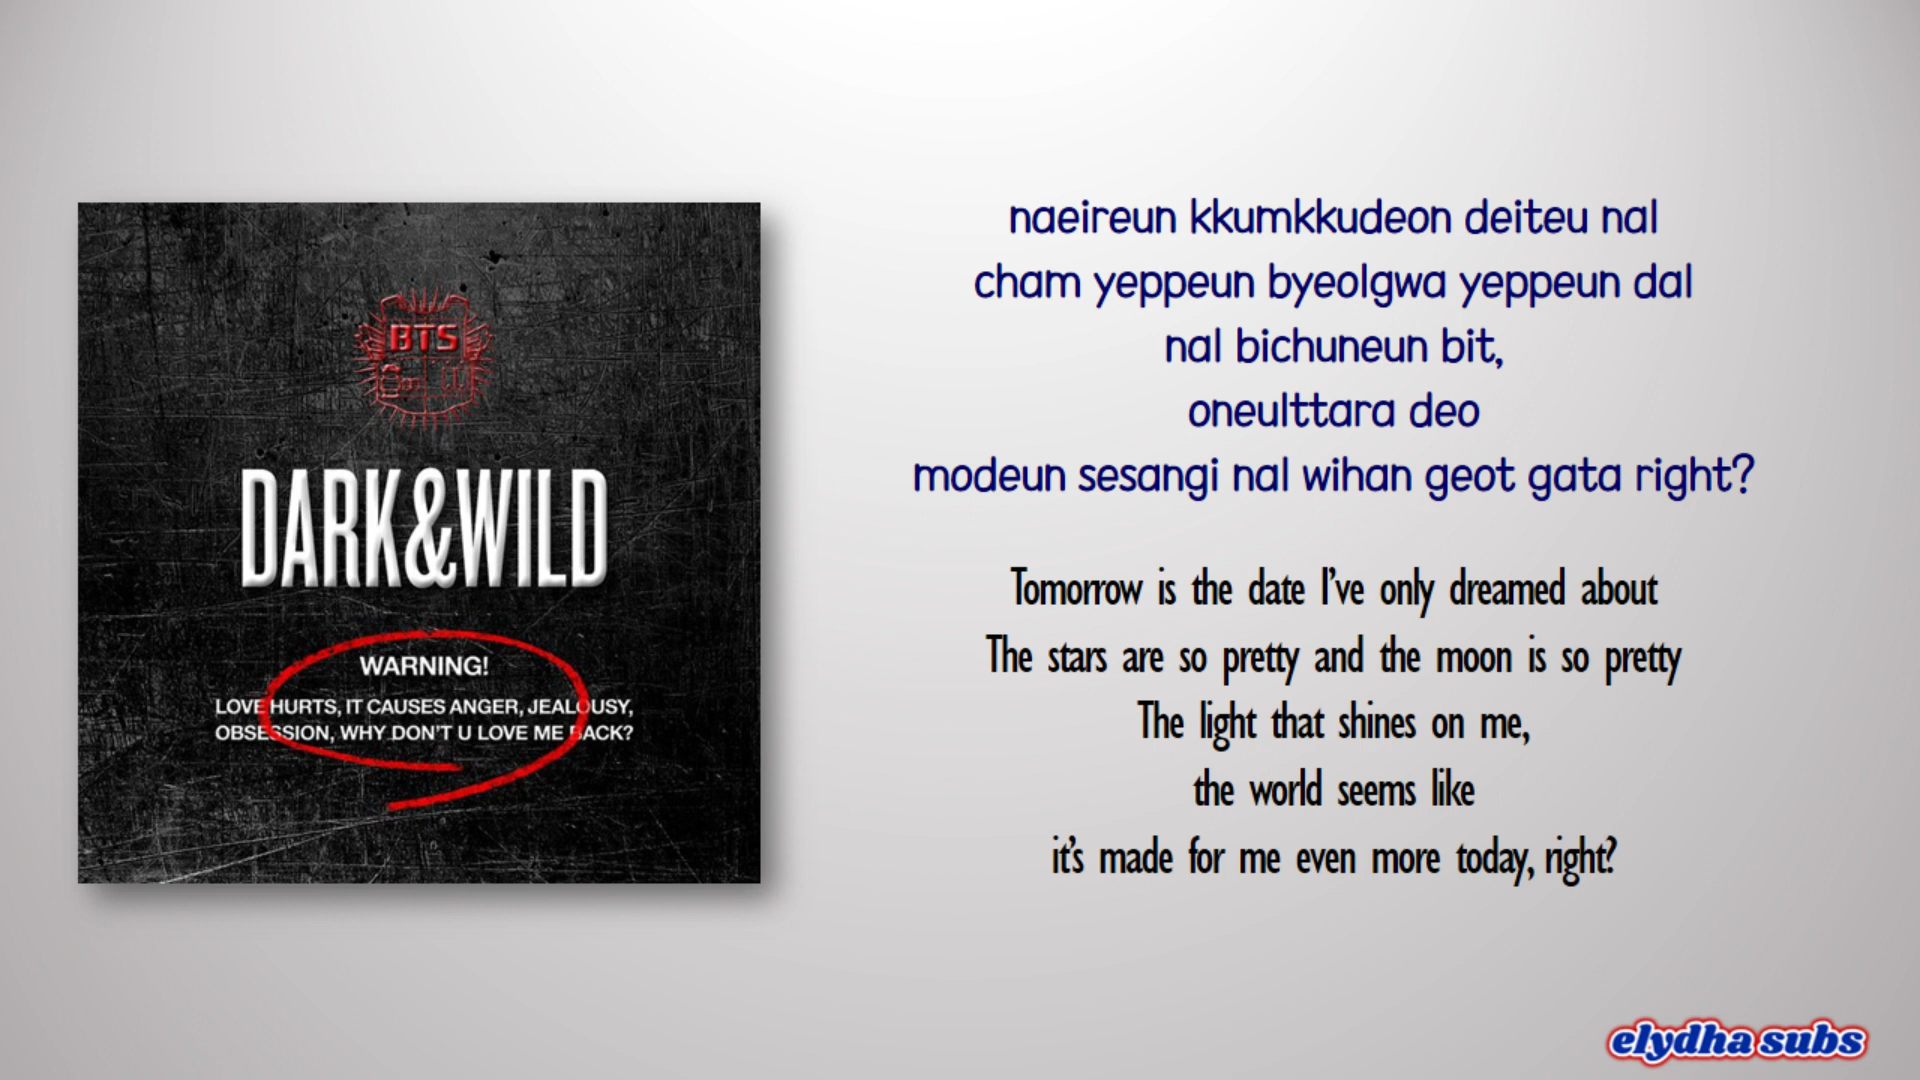 BTS
DARK&WILD
WARNING!
LOVE HURTS, IT CAUSES ANGER, JEALOUSY,
OBSESSION, WHY DON'T U LOVE ME BACK?
naeireun kkumkkudeon deiteu nal
cham yeppeun byeolgwa yeppeun dal
nal bichuneun bit,
oneulttara deo
modeun sesangi nal wihan geot gata right?
Tomorrow is the date I've only dreamed about
The stars are so pretty and the moon is so pretty
The light that shines on me,
the world seems like
it's made for me even more today, right?
elydha subs